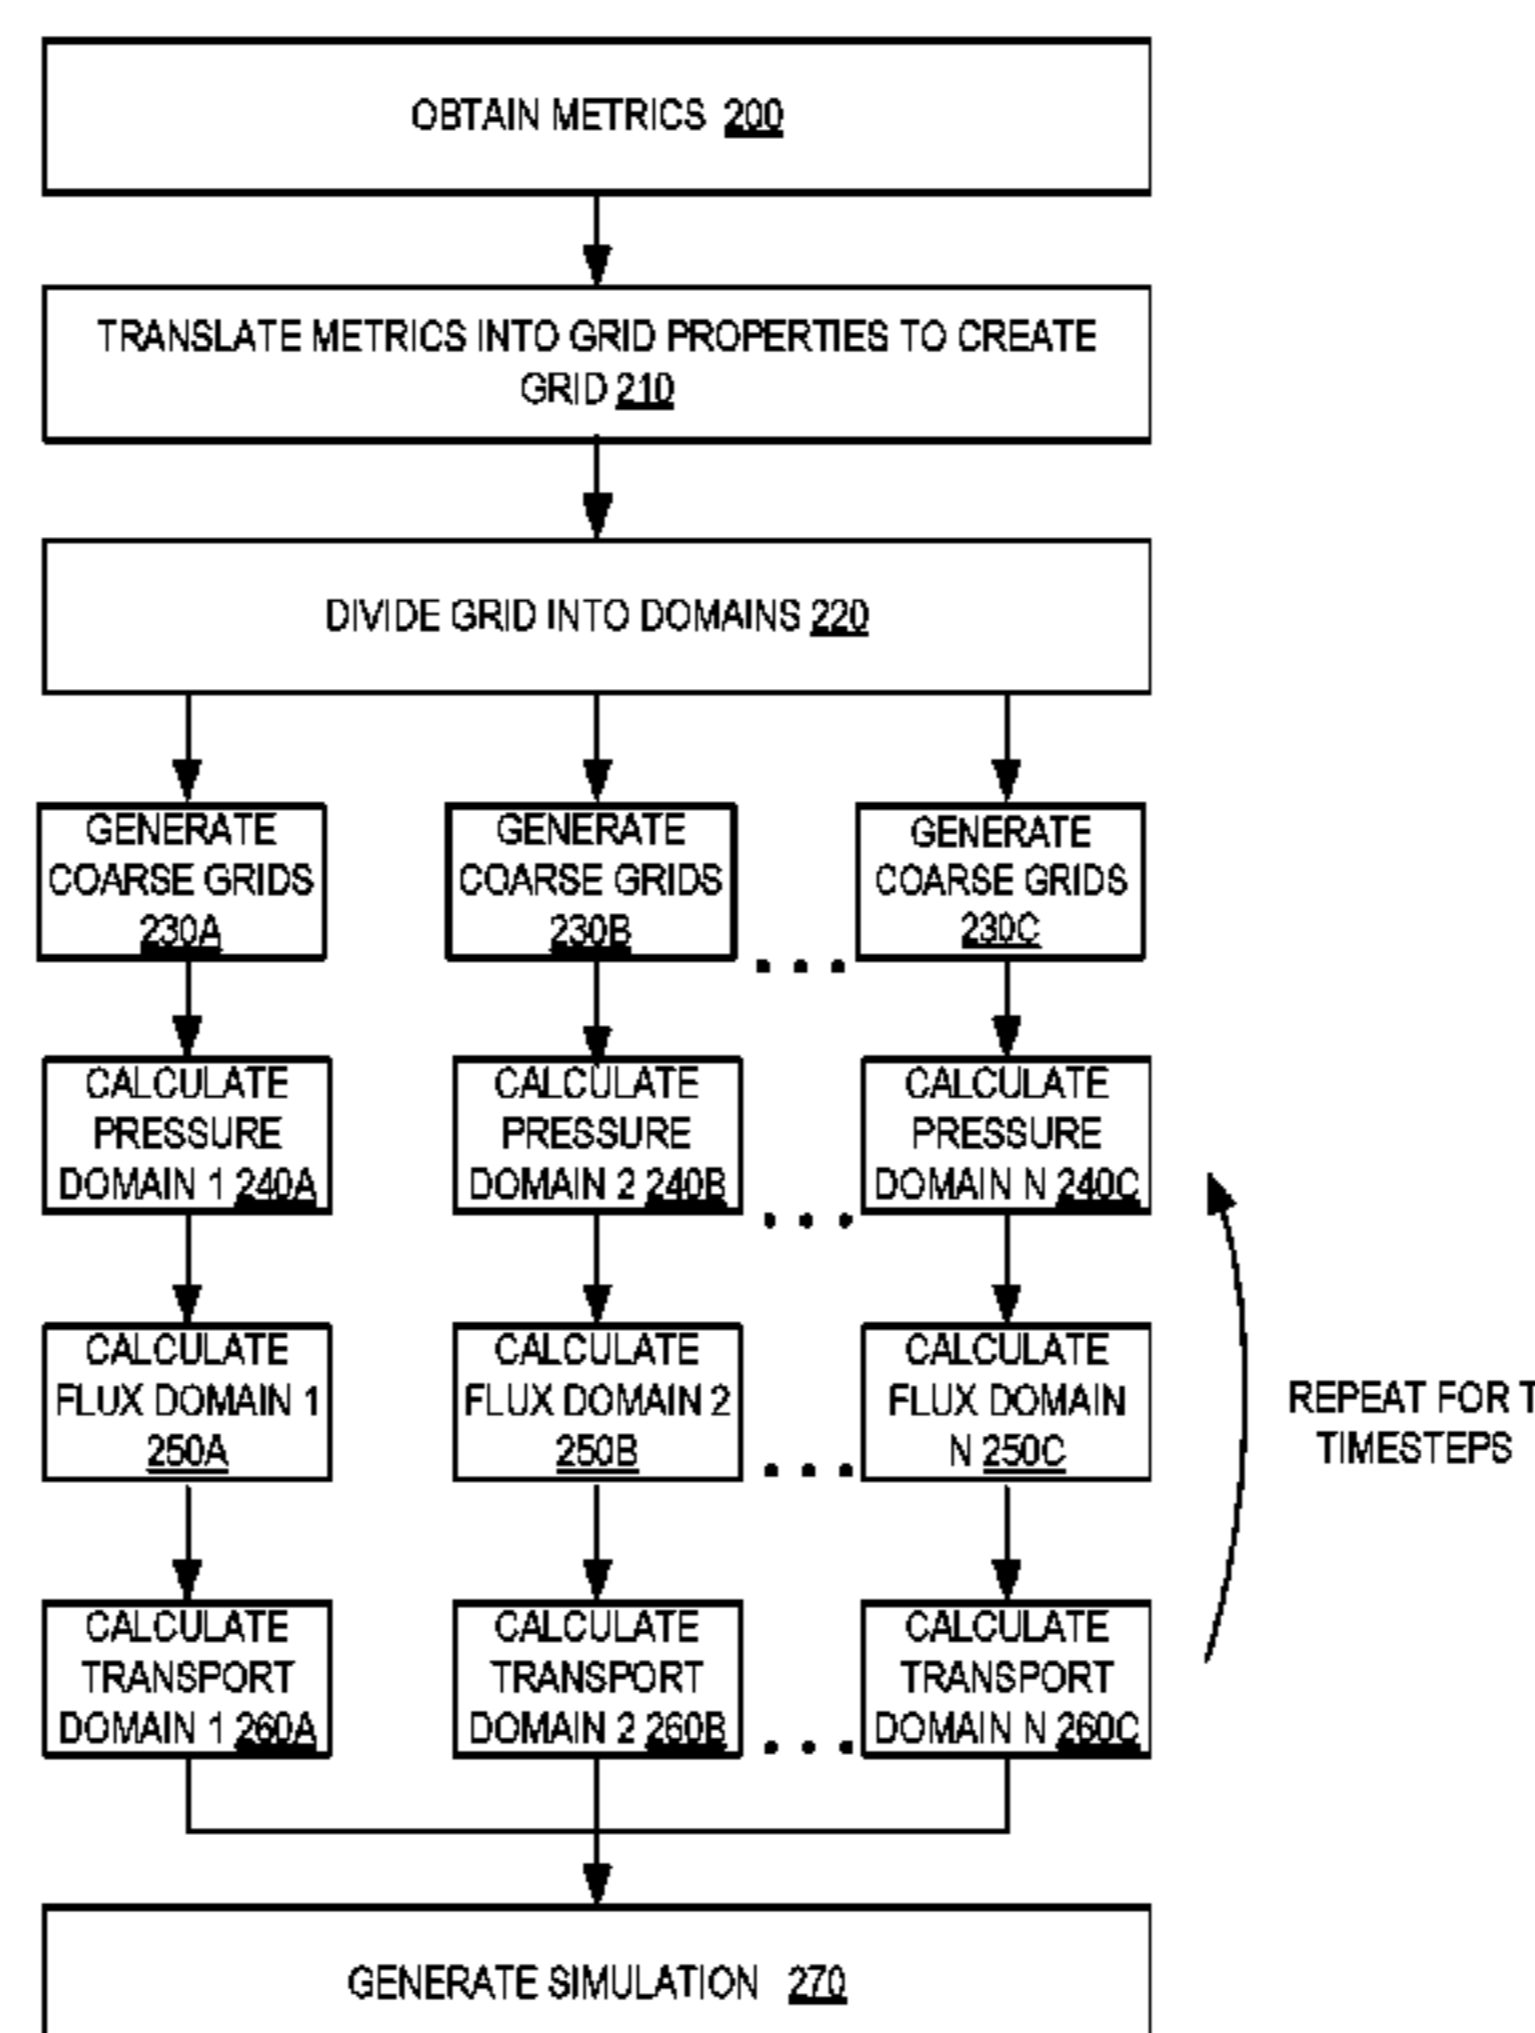 OBTAIN METRICS 200
TRANSLATE METRICS INTO GRID PROPERTIES TO CREATE
GRID 210
DIVIDE GRID INTO DOMAINS 220
GENERATE
COARSE GRIDS
230A
GENERATE
COARSE GRIDS
230B
GENERATE
COARSE GRIDS
230C
...
CALCULATE
PRESSURE
DOMAIN 1 240A
CALCULATE
PRESSURE
DOMAIN 2 240B
CALCULATE
PRESSURE
DOMAIN N 240C
...
CALCULATE
FLUX DOMAIN 1
250A
CALCULATE
FLUX DOMAIN 2
250B
CALCULATE
FLUX DOMAIN
N 250C
...
REPEAT FOR T
TIMESTEPS
CALCULATE
TRANSPORT
DOMAIN 1 260A
CALCULATE
TRANSPORT
DOMAIN 2 260B
CALCULATE
TRANSPORT
DOMAIN N 260C
...
GENERATE SIMULATION 270